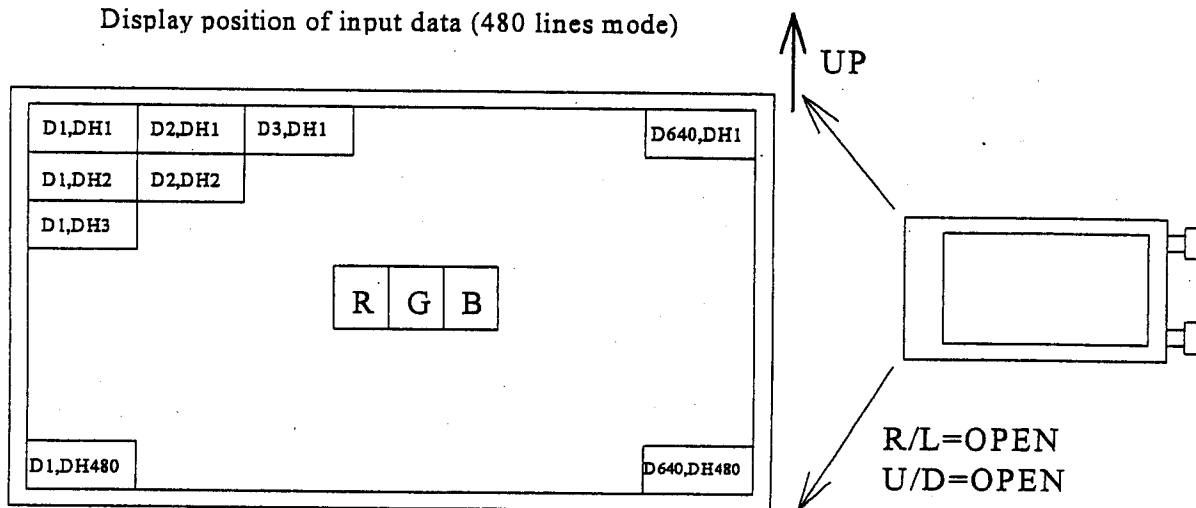 Display position of input data (480 lines mode)
UP
D1,DH1 D2,DH1 D3,DH1 D640,DH1
D1,DH2 D2,DH2
D1,DH3
R G B
D1,DH480 D640,DH480
R/L=OPEN
U/D=OPEN